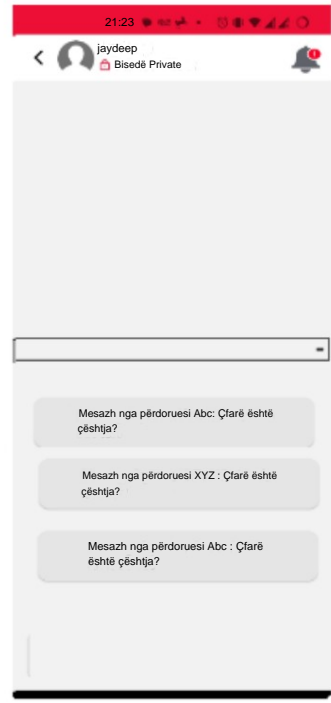 21:23
jaydeep
Bisedë Private
Mesazh nga përdoruesi Abc: Çfarë është
çështja?
Mesazh nga përdoruesi XYZ : Çfarë është
çështja?
Mesazh nga përdoruesi Abc : Çfarë
është çështja?